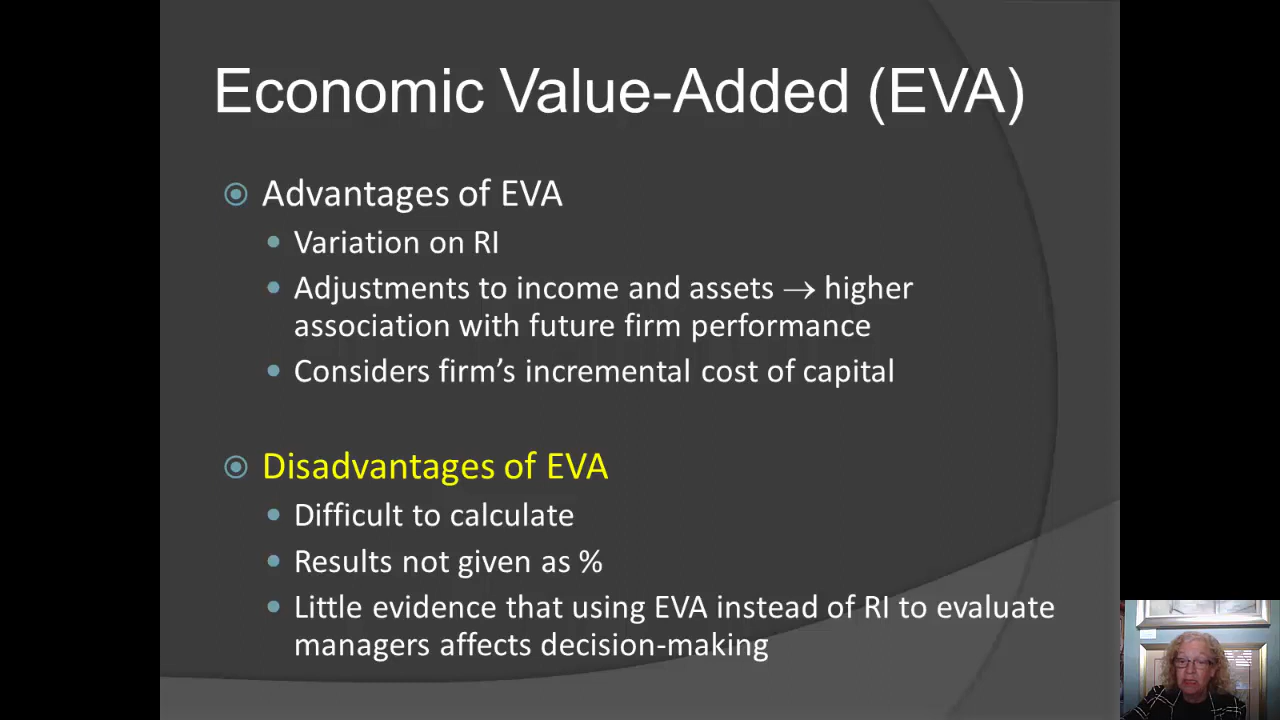 Economic Value-Added (EVA)
Advantages of EVA
Variation on RI
Adjustments to income and assets → higher
association with future firm performance
Considers firm’s incremental cost of capital
Disadvantages of EVA
Difficult to calculate
Results not given as %
Little evidence that using EVA instead of RI to evaluate
managers affects decision-making